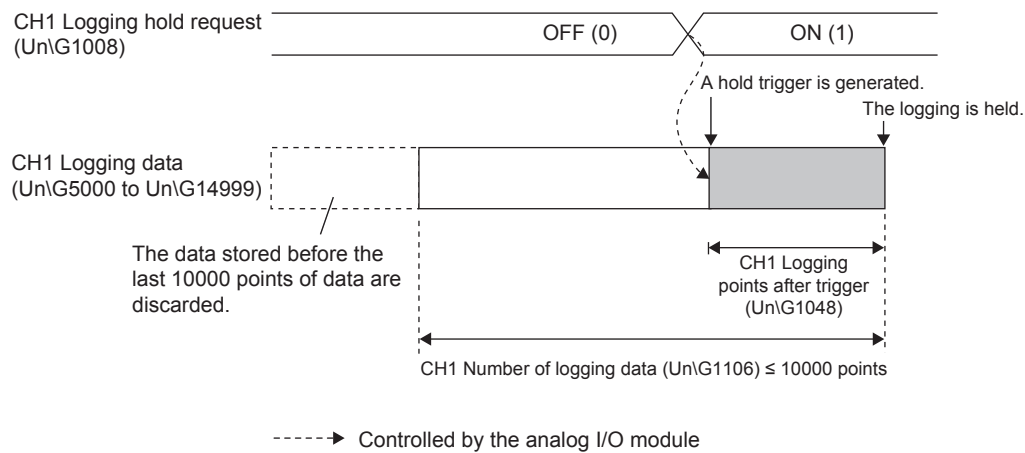 CH1 Logging hold request
(Un\G1008)
OFF (0)
ON (1)
A hold trigger is generated.
The logging is held.
CH1 Logging data
(Un\G5000 to Un\G14999)
The data stored before the
last 10000 points of data are
discarded.
CH1 Logging
points after trigger
(Un\G1048)
CH1 Number of logging data (Un\G1106) ≤ 10000 points
Controlled by the analog I/O module